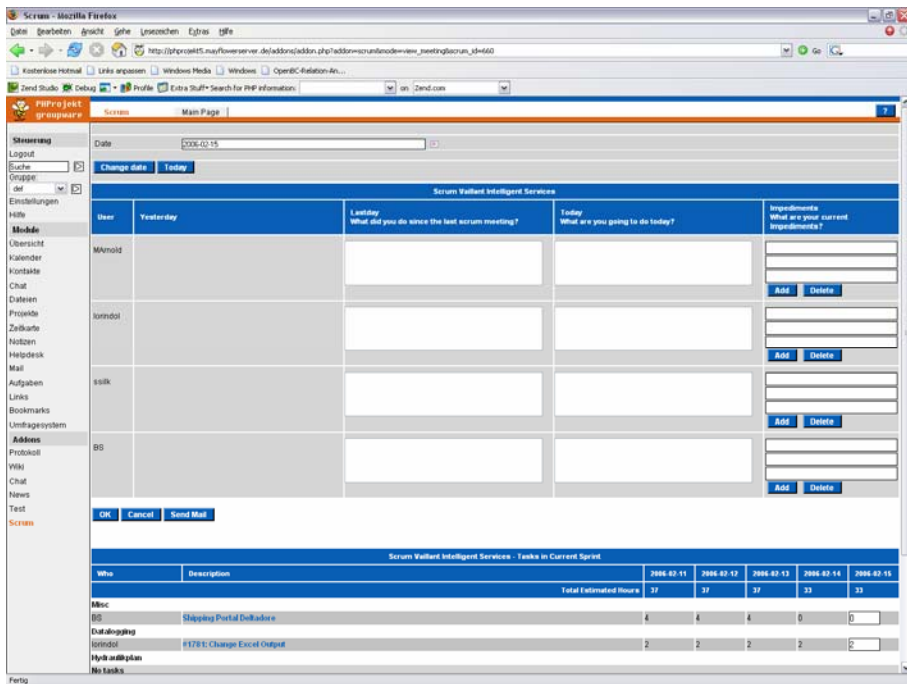 Scrum - Mozilla Firefox
Datei Bearbeiten Ansicht Gehe Lesezeichen Extras Hilfe
http://phprojekt5.mayflowerserver.de/addons/addon.php?addon=scrum&mode=view_meeting&scrum_id=660
Go
Kostenlose Hotmail Links anpassen Windows Media Windows OpenBC-Relation-An...
Zend Studio Debug Profile Extra Stuff Search for PHP information: on Zend.com
PHProjekt
groupware
Scrum Main Page ?
Steuerung
Logout
Suche
Gruppe:
def
Einstellungen
Hilfe
Module
Übersicht
Kalender
Kontakte
Chat
Dateien
Projekte
Zeitkarte
Notizen
Helpdesk
Mail
Aufgaben
Links
Bookmarks
Umfragesystem
Addons
Protokoll
Wiki
Chat
News
Test
Scrum
Date 2006-02-15
Change date Today
Scrum Vaillant Intelligent Services
User Yesterday
Lastday
What did you do since the last scrum meeting?
Today
What are you going to do today?
Impediments
What are your current
Impediments?
MArnold
Add Delete
lorindol
Add Delete
ssilk
Add Delete
BS
Add Delete
OK Cancel Send Mail
Scrum Vaillant Intelligent Services - Tasks in Current Sprint
Who Description 2006-02-11 2006-02-12 2006-02-13 2006-02-14 2006-02-15
Total Estimated Hours 37 37 37 33 33
Misc
BS Shipping Portal Deltadore 4 4 4 0 0
Datalogging
lorindol #1781: Change Excel Output 2 2 2 2 2
Hydraulikplan
No tasks
Fertig